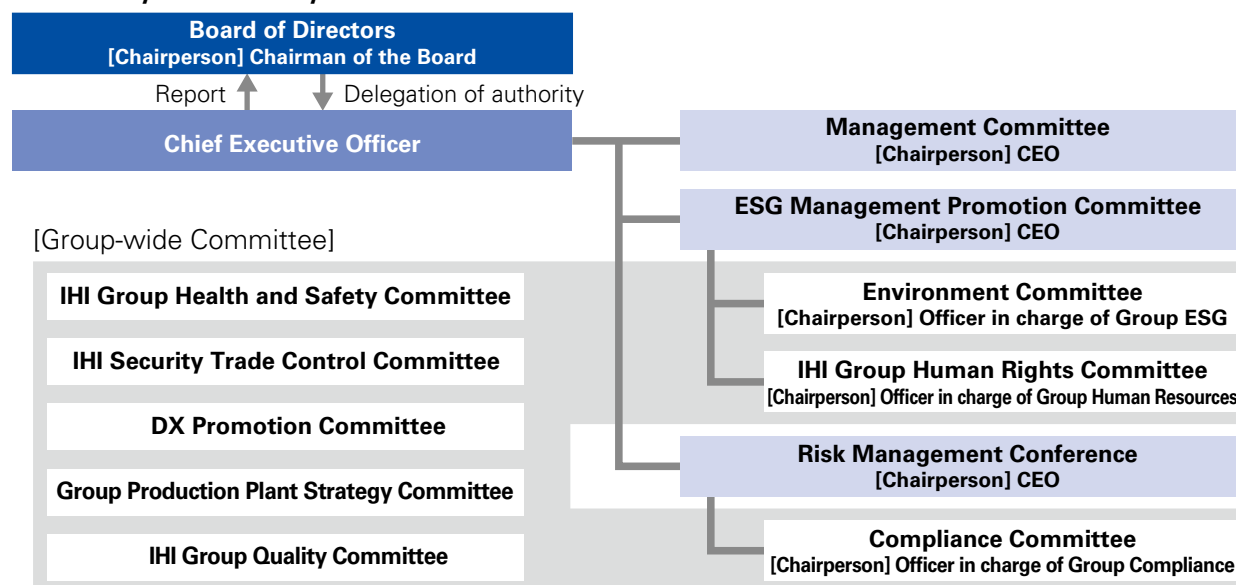 Board of Directors
[Chairperson] Chairman of the Board
Report
Delegation of authority
Chief Executive Officer
Management Committee
[Chairperson] CEO
ESG Management Promotion Committee
[Chairperson] CEO
[Group-wide Committee]
IHI Group Health and Safety Committee
IHI Security Trade Control Committee
DX Promotion Committee
Group Production Plant Strategy Committee
IHI Group Quality Committee
Environment Committee
[Chairperson] Officer in charge of Group ESG
IHI Group Human Rights Committee
[Chairperson] Officer in charge of Group Human Resources
Risk Management Conference
[Chairperson] CEO
Compliance Committee
[Chairperson] Officer in charge of Group Compliance